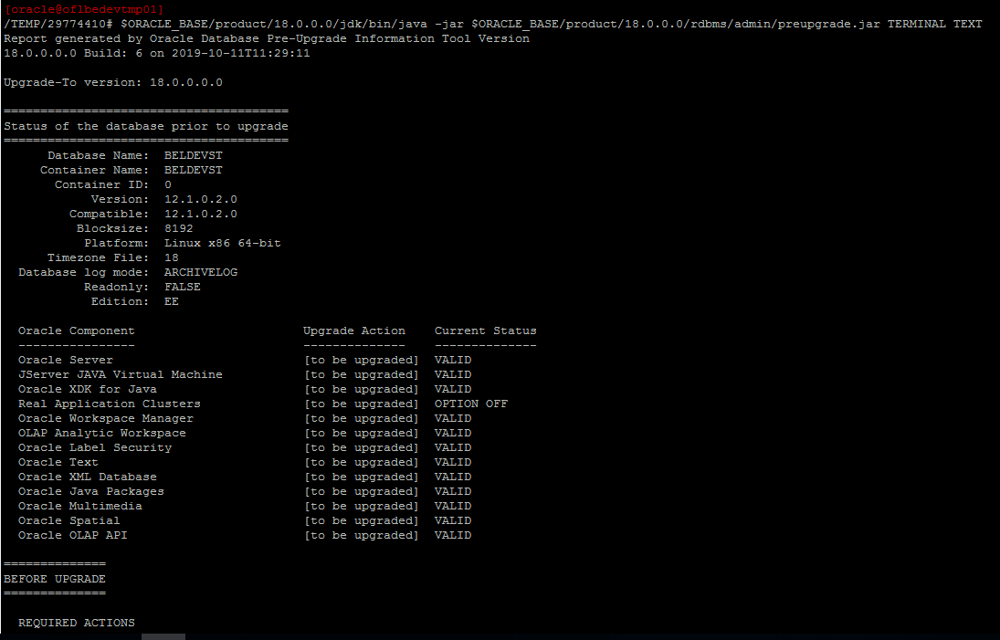 [oracle@oflbedevtmp01]
/TEMP/29774410# $ORACLE_BASE/product/18.0.0.0/jdk/bin/java -jar $ORACLE_BASE/product/18.0.0.0/rdbms/admin/preupgrade.jar TERMINAL TEXT
Report generated by Oracle Database Pre-Upgrade Information Tool Version
18.0.0.0.0 Build: 6 on 2019-10-11T11:29:11
Upgrade-To version: 18.0.0.0.0
=======================================
Status of the database prior to upgrade
=======================================
Database Name: BELDEVST
Container Name: BELDEVST
Container ID: 0
Version: 12.1.0.2.0
Compatible: 12.1.0.2.0
Blocksize: 8192
Platform: Linux x86 64-bit
Timezone File: 18
Database log mode: ARCHIVELOG
Readonly: FALSE
Edition: EE
Oracle Component Upgrade Action Current Status
---------------- -------------- --------------
Oracle Server [to be upgraded] VALID
JServer JAVA Virtual Machine [to be upgraded] VALID
Oracle XDK for Java [to be upgraded] VALID
Real Application Clusters [to be upgraded] OPTION OFF
Oracle Workspace Manager [to be upgraded] VALID
OLAP Analytic Workspace [to be upgraded] VALID
Oracle Label Security [to be upgraded] VALID
Oracle Text [to be upgraded] VALID
Oracle XML Database [to be upgraded] VALID
Oracle Java Packages [to be upgraded] VALID
Oracle Multimedia [to be upgraded] VALID
Oracle Spatial [to be upgraded] VALID
Oracle OLAP API [to be upgraded] VALID
==============
BEFORE UPGRADE
==============
REQUIRED ACTIONS